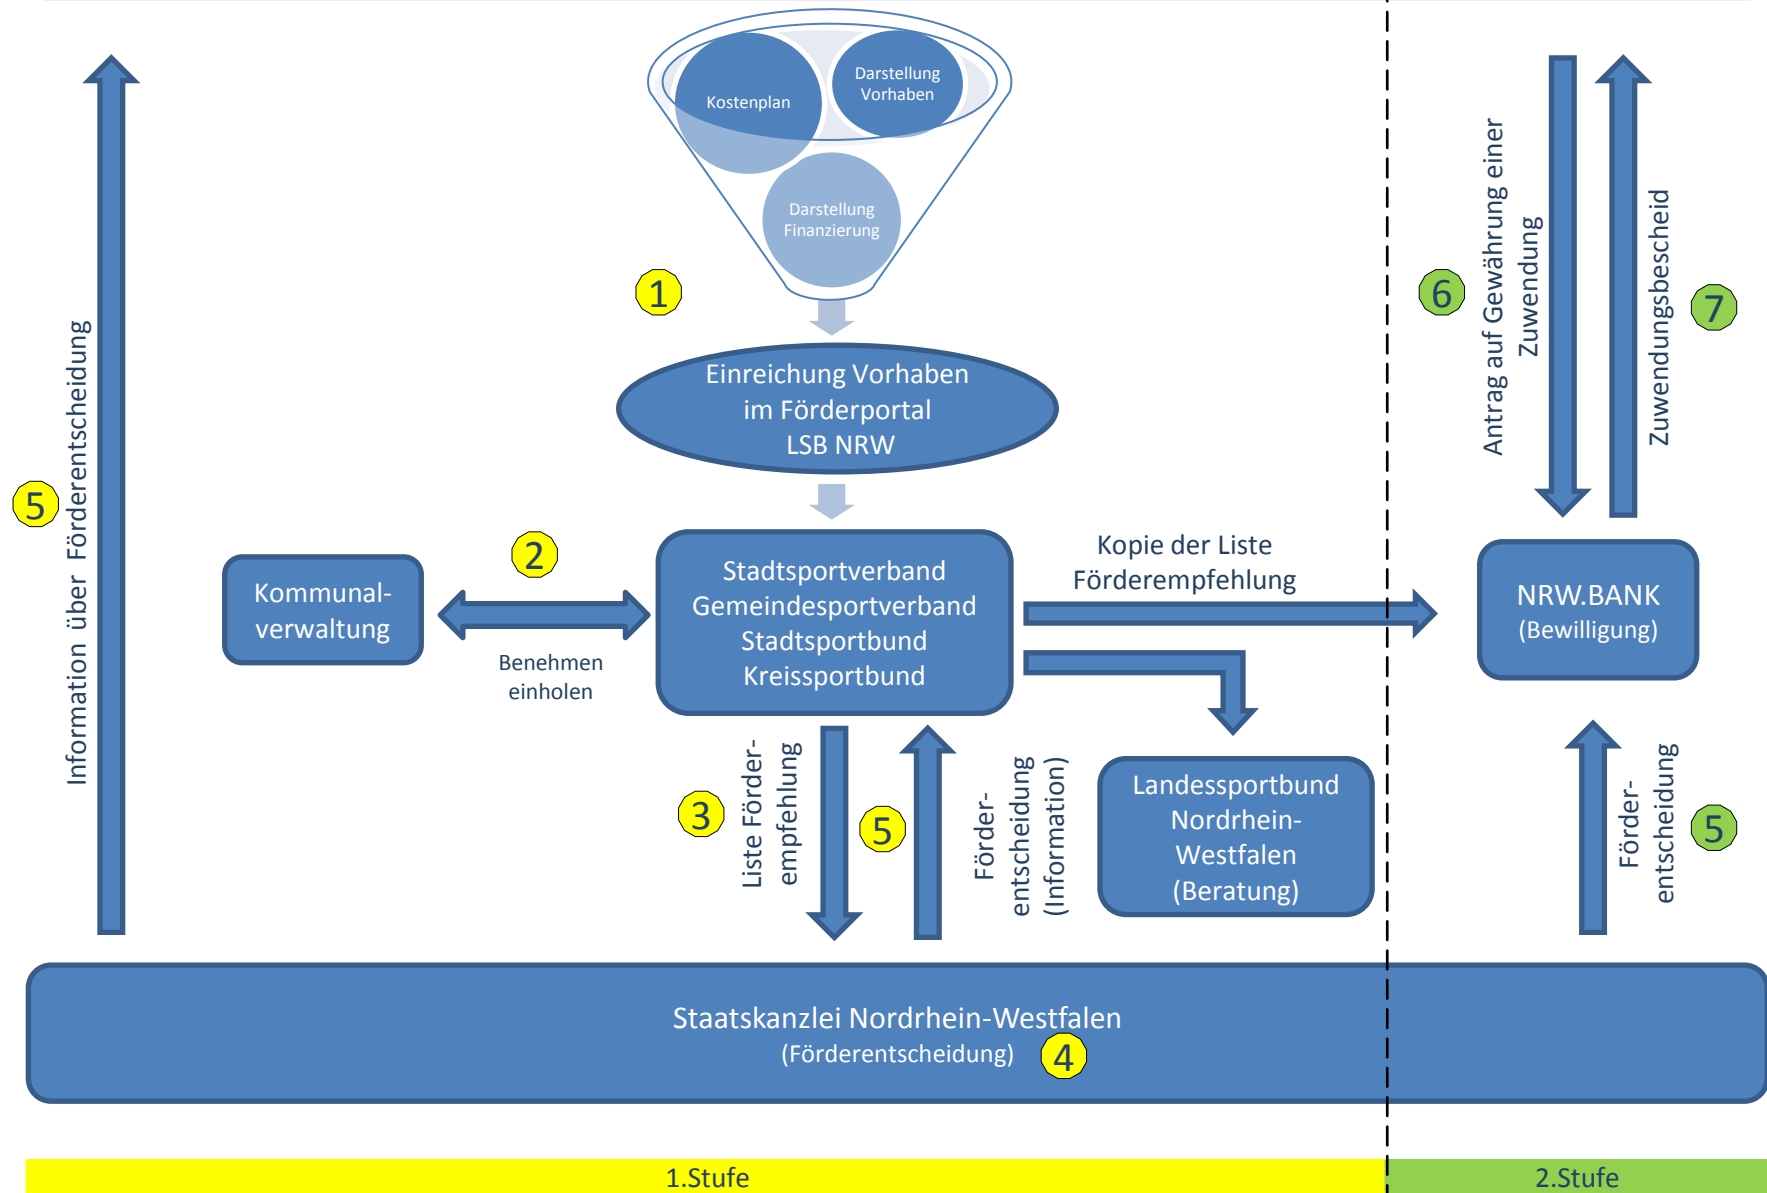 Kostenplan
Darstellung
Vorhaben
Darstellung
Finanzierung
1
Einreichung Vorhaben
im Förderportal
LSB NRW
5
Information über Förderentscheidung
Kommunal-
verwaltung
2
Benehmen
einholen
Stadtsportverband
Gemeindesportverband
Stadtsportbund
Kreissportbund
Kopie der Liste
Förderempfehlung
6
Antrag auf Gewährung einer
Zuwendung
Zuwendungsbescheid
7
NRW.BANK
(Bewilligung)
3
Liste Förder-
empfehlung
5
Förder-
entscheidung
(Information)
Landessportbund
Nordrhein-
Westfalen
(Beratung)
Förder-
entscheidung
5
Staatskanzlei Nordrhein-Westfalen
(Förderentscheidung)
4
1.Stufe
2.Stufe